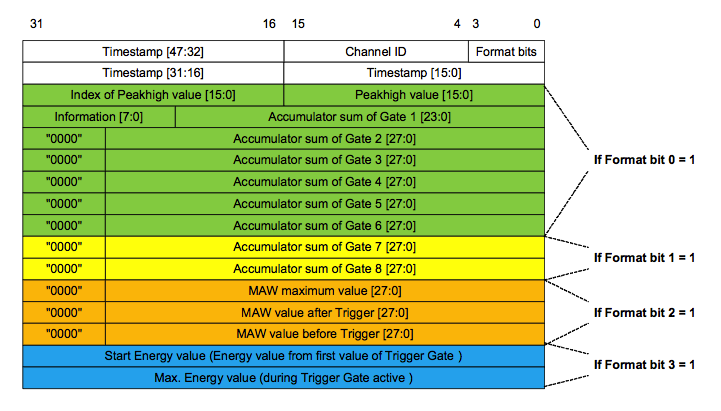 31 16 15 4 3 0
Timestamp [47:32] Channel ID Format bits
Timestamp [31:16] Timestamp [15:0]
Index of Peakhigh value [15:0] Peakhigh value [15:0]
Information [7:0] Accumulator sum of Gate 1 [23:0]
"0000" Accumulator sum of Gate 2 [27:0]
"0000" Accumulator sum of Gate 3 [27:0]
If Format bit 0 = 1
"0000" Accumulator sum of Gate 4 [27:0]
"0000" Accumulator sum of Gate 5 [27:0]
"0000" Accumulator sum of Gate 6 [27:0]
"0000" Accumulator sum of Gate 7 [27:0]
If Format bit 1 = 1
"0000" Accumulator sum of Gate 8 [27:0]
"0000" MAW maximum value [27:0]
"0000" MAW value after Trigger [27:0]
If Format bit 2 = 1
"0000" MAW value before Trigger [27:0]
Start Energy value (Energy value from first value of Trigger Gate )
If Format bit 3 = 1
Max. Energy value (during Trigger Gate active )